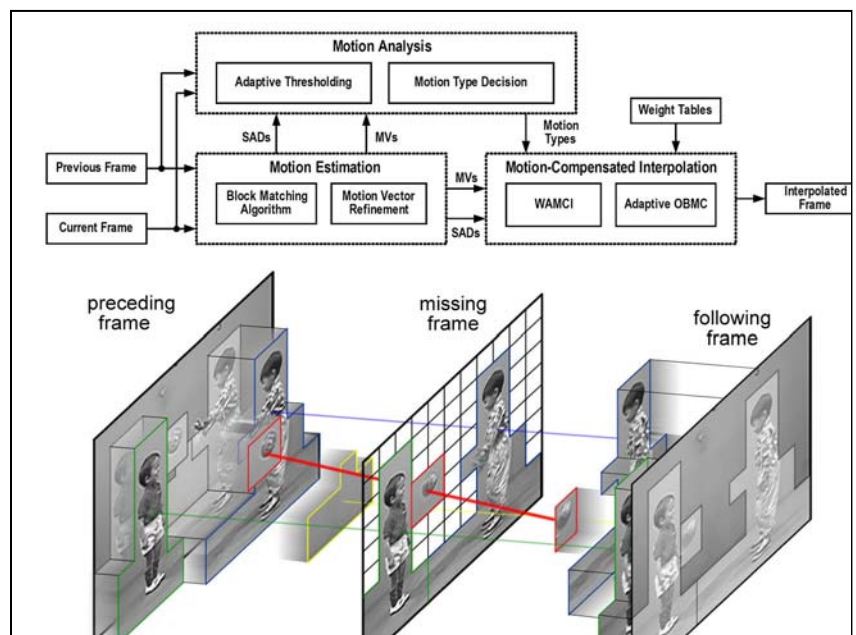 Motion Analysis
Adaptive Thresholding
Motion Type Decision
SADs
MVs
Motion
Types
Weight Tables
Previous Frame
Current Frame
Motion Estimation
Block Matching
Algorithm
Motion Vector
Refinement
MVs
SADs
Motion-Compensated Interpolation
WAMCI
Adaptive OBMC
Interpolated
Frame
preceding
frame
missing
frame
following
frame